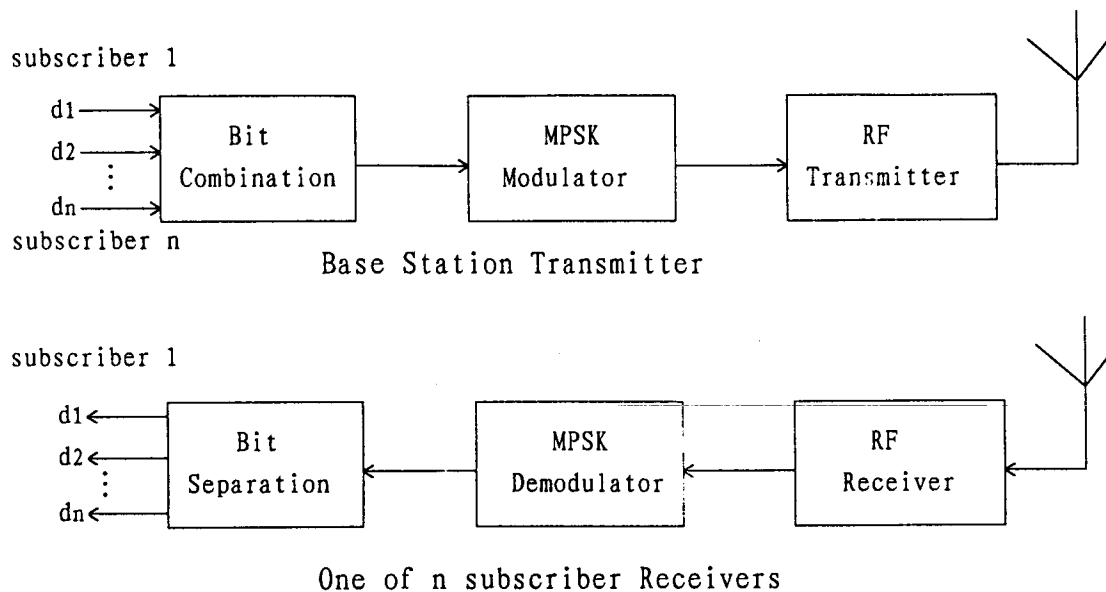 subscriber 1
d1
d2
⋮
dn
Bit
Combination
MPSK
Modulator
RF
Transmitter
subscriber n
Base Station Transmitter
subscriber 1
d1
d2
⋮
dn
Bit
Separation
MPSK
Demodulator
RF
Receiver
One of n subscriber Receivers